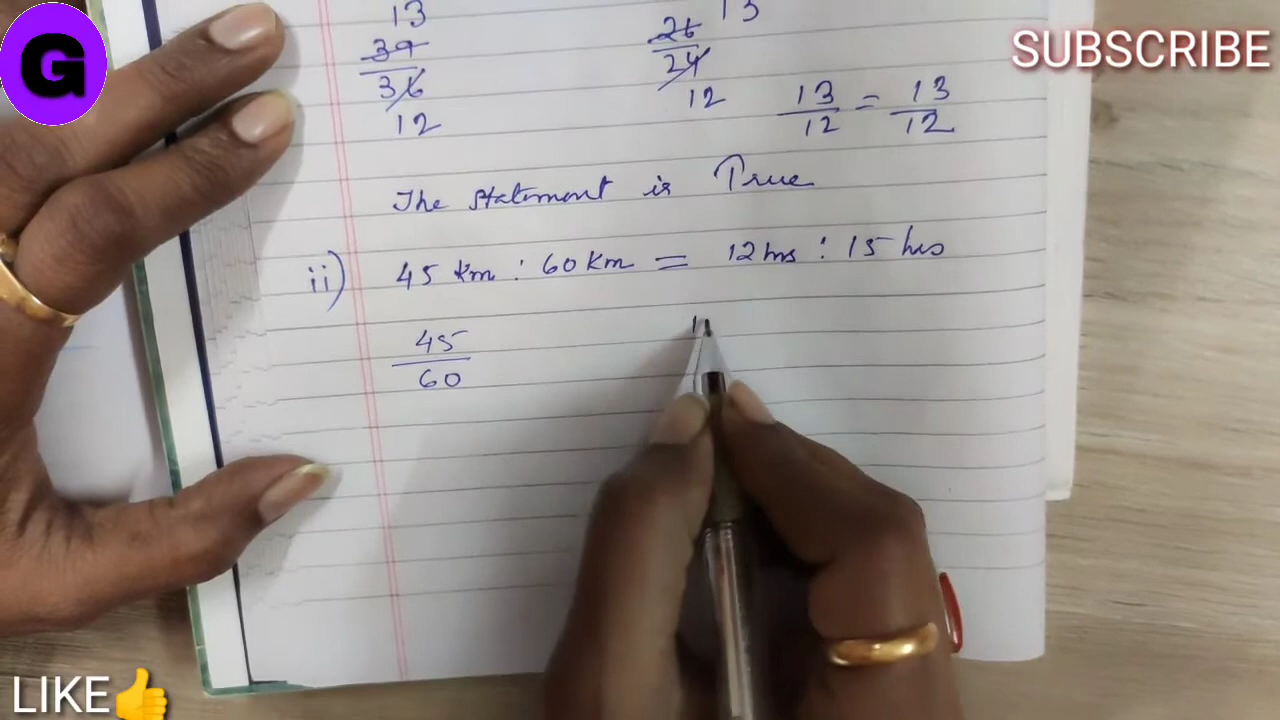 G
SUBSCRIBE
13
39
36
12
26 13
24
12
13/12 = 13/12
The statement is True
ii) 45 km : 60 km = 12 hrs : 15 hrs
45
60
LIKE👍